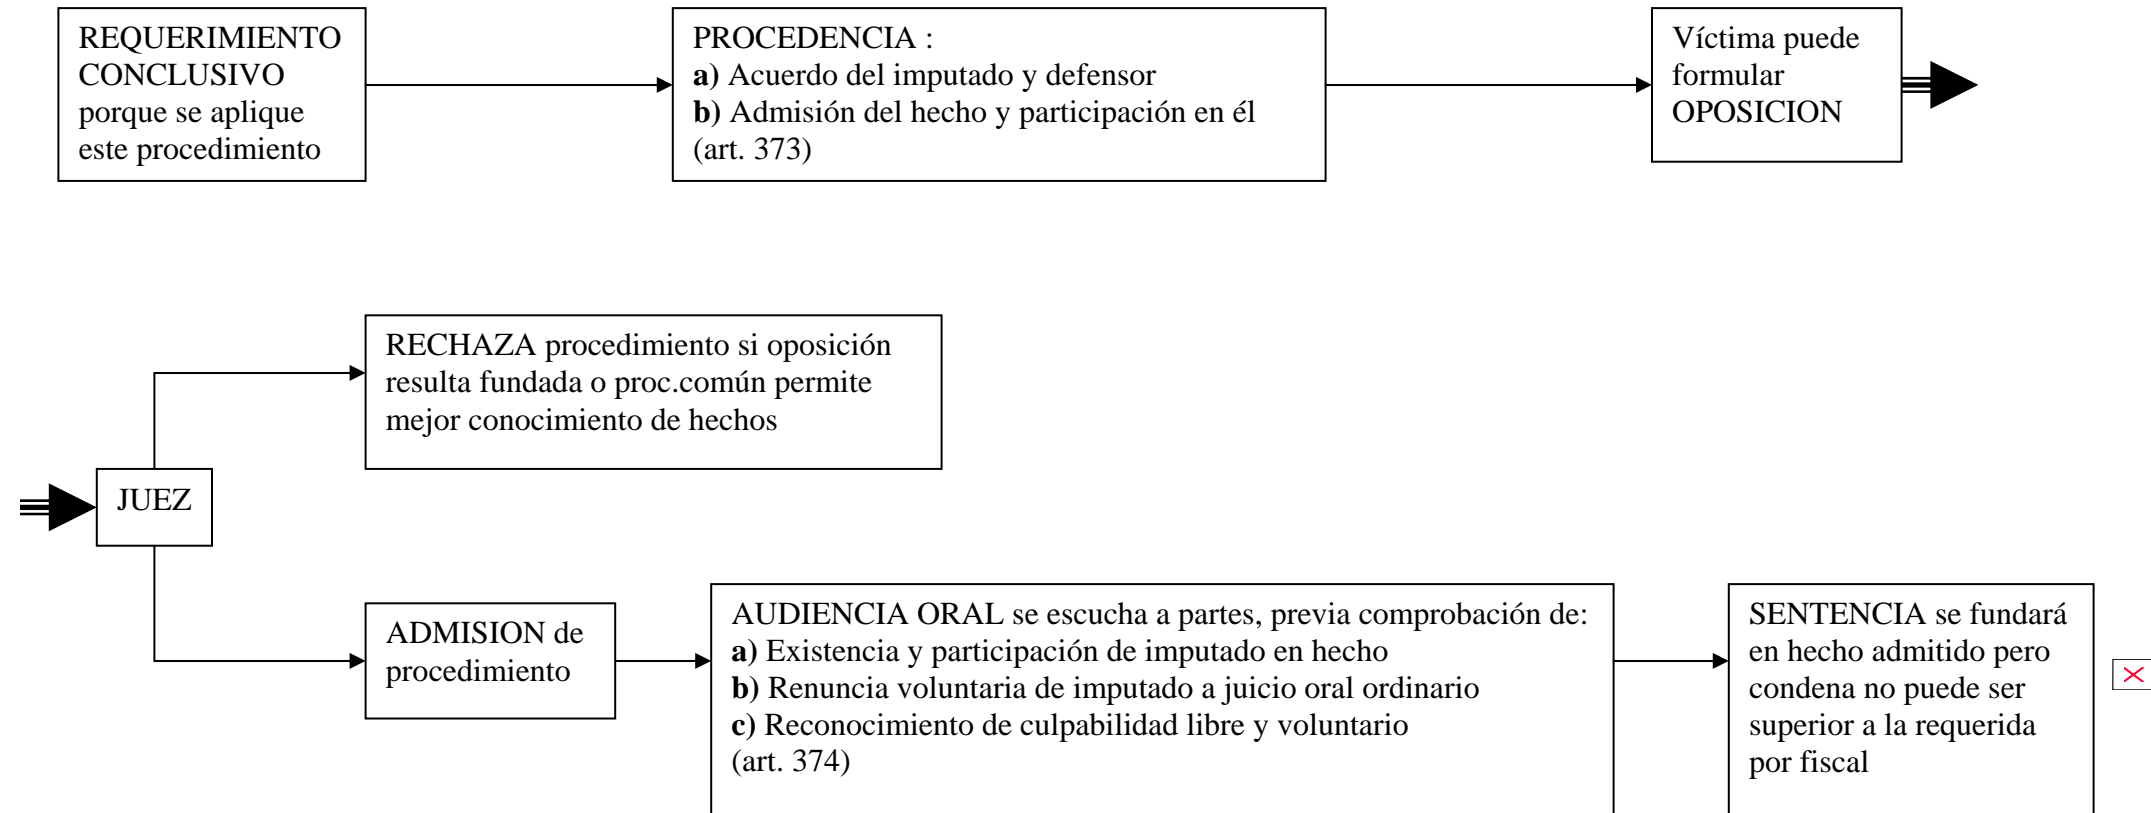 REQUERIMIENTO
CONCLUSIVO
porque se aplique
este procedimiento
PROCEDENCIA :
a) Acuerdo del imputado y defensor
b) Admisión del hecho y participación en él
(art. 373)
Víctima puede
formular
OPOSICION
RECHAZA procedimiento si oposición
resulta fundada o proc.común permite
mejor conocimiento de hechos
JUEZ
ADMISION de
procedimiento
AUDIENCIA ORAL se escucha a partes, previa comprobación de:
a) Existencia y participación de imputado en hecho
b) Renuncia voluntaria de imputado a juicio oral ordinario
c) Reconocimiento de culpabilidad libre y voluntario
(art. 374)
SENTENCIA se fundará
en hecho admitido pero
condena no puede ser
superior a la requerida
por fiscal